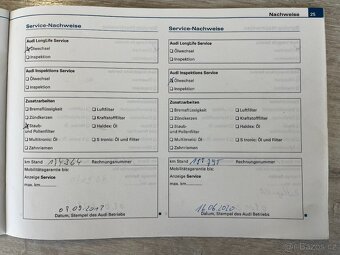 Nachweise
25
Service-Nachweise
Audi LongLife Service
Ölwechsel
Inspektion
Audi Inspektions Service
Ölwechsel
Inspektion
Zusatzarbeiten
Bremsflüssigkeit
Luftfilter
Zündkerzen
Kraftstofffilter
Staub-
und Pollenfilter
Haldex: Öl
Multitronic: Öl
S tronic: Öl und Filter
Zahnriemen
km Stand
Rechnungsnummer
Mobilitätsgarantie bis:
Anzeige Service
max. km
Datum, Stempel des Audi Betriebs
Service-Nachweise
Audi LongLife Service
Ölwechsel
Inspektion
Audi Inspektions Service
Ölwechsel
Inspektion
Zusatzarbeiten
Bremsflüssigkeit
Luftfilter
Zündkerzen
Kraftstofffilter
Staub-
und Pollenfilter
Haldex: Öl
Multitronic: Öl
S tronic: Öl und Filter
Zahnriemen
km Stand
Rechnungsnummer
Mobilitätsgarantie bis:
Anzeige Service
max. km
16.06.2020
Datum, Stempel des Audi Betriebs